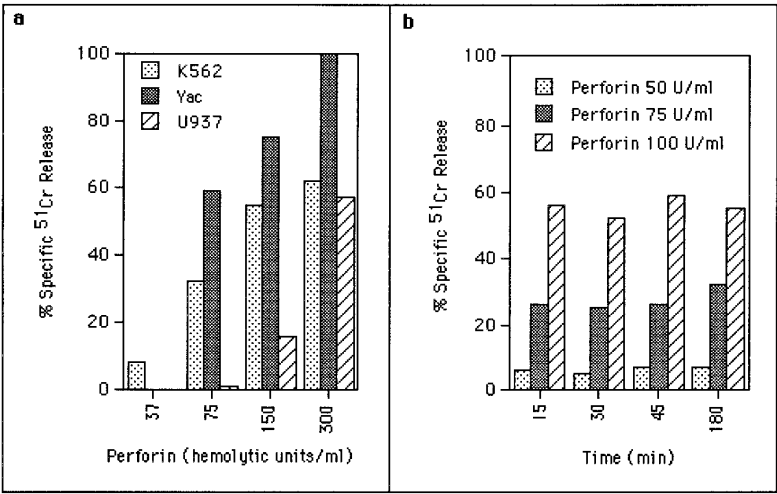 a
100
80
60
40
20
0
% Specific 51Cr Release
K562
Yac
U937
37
75
150
300
Perforin (hemolytic units/ml)
b
100
80
60
40
20
0
% Specific 51Cr Release
Perforin 50 U/ml
Perforin 75 U/ml
Perforin 100 U/ml
15
30
45
180
Time (min)